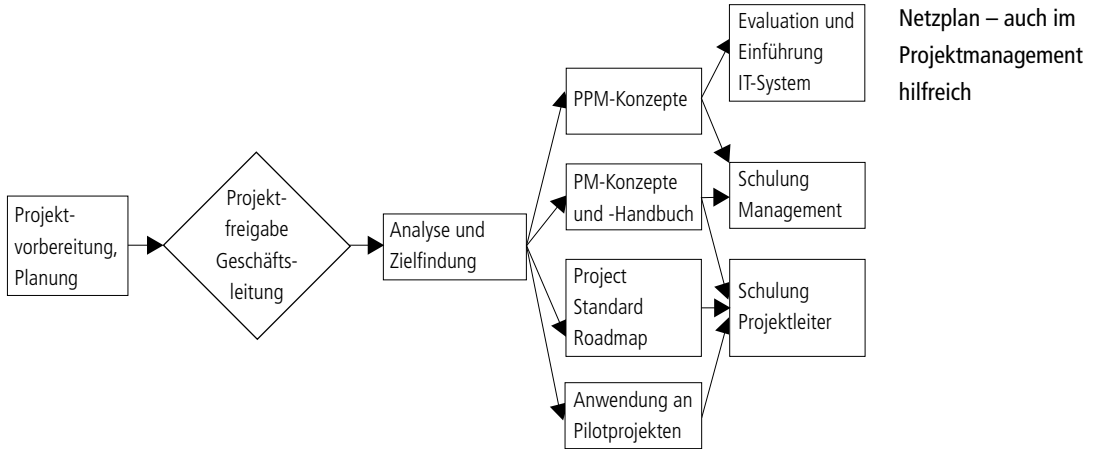 Projekt-
vorbereitung,
Planung
Projekt-
freigabe
Geschäfts-
leitung
Analyse und
Zielfindung
PPM-Konzepte
PM-Konzepte
und -Handbuch
Project
Standard
Roadmap
Anwendung an
Pilotprojekten
Evaluation und
Einführung
IT-System
Schulung
Management
Schulung
Projektleiter
Netzplan – auch im
Projektmanagement
hilfreich